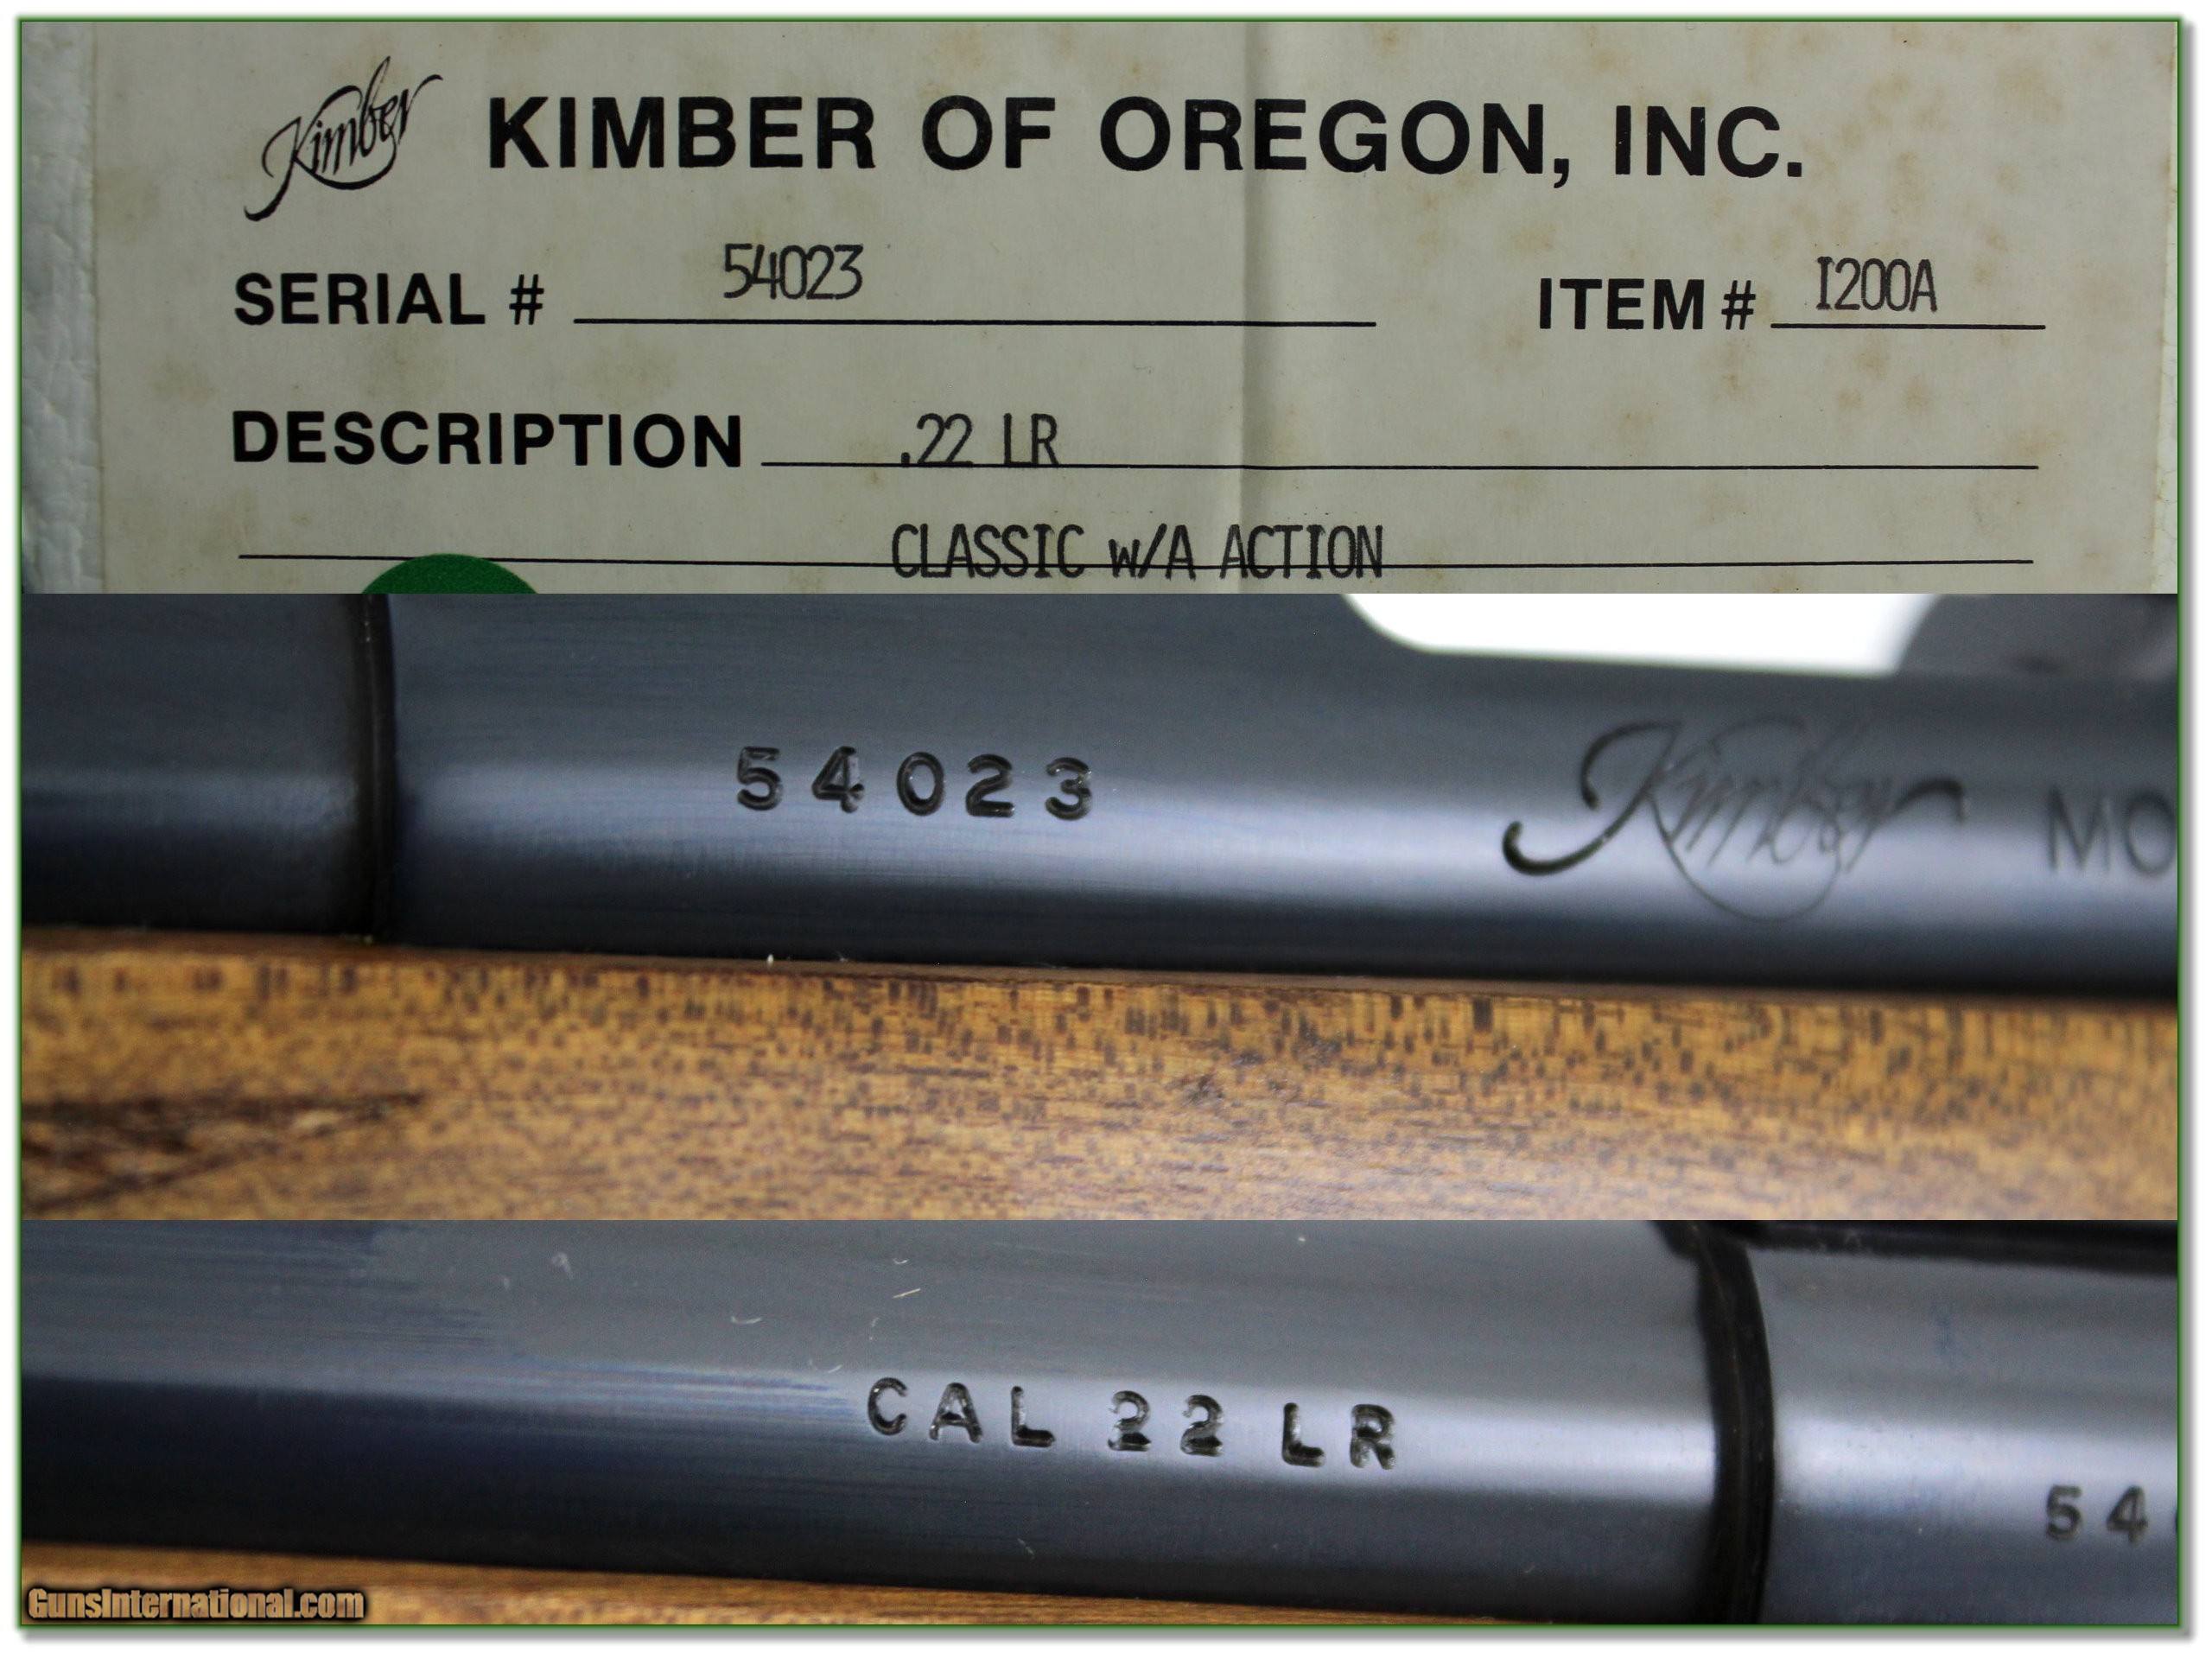 Kimber KIMBER OF OREGON, INC.
SERIAL # 54023 ITEM # I200A
DESCRIPTION .22 LR
CLASSIC w/A ACTION
54023 Kimber MO
CAL 22 LR
54
GunsInternational.com